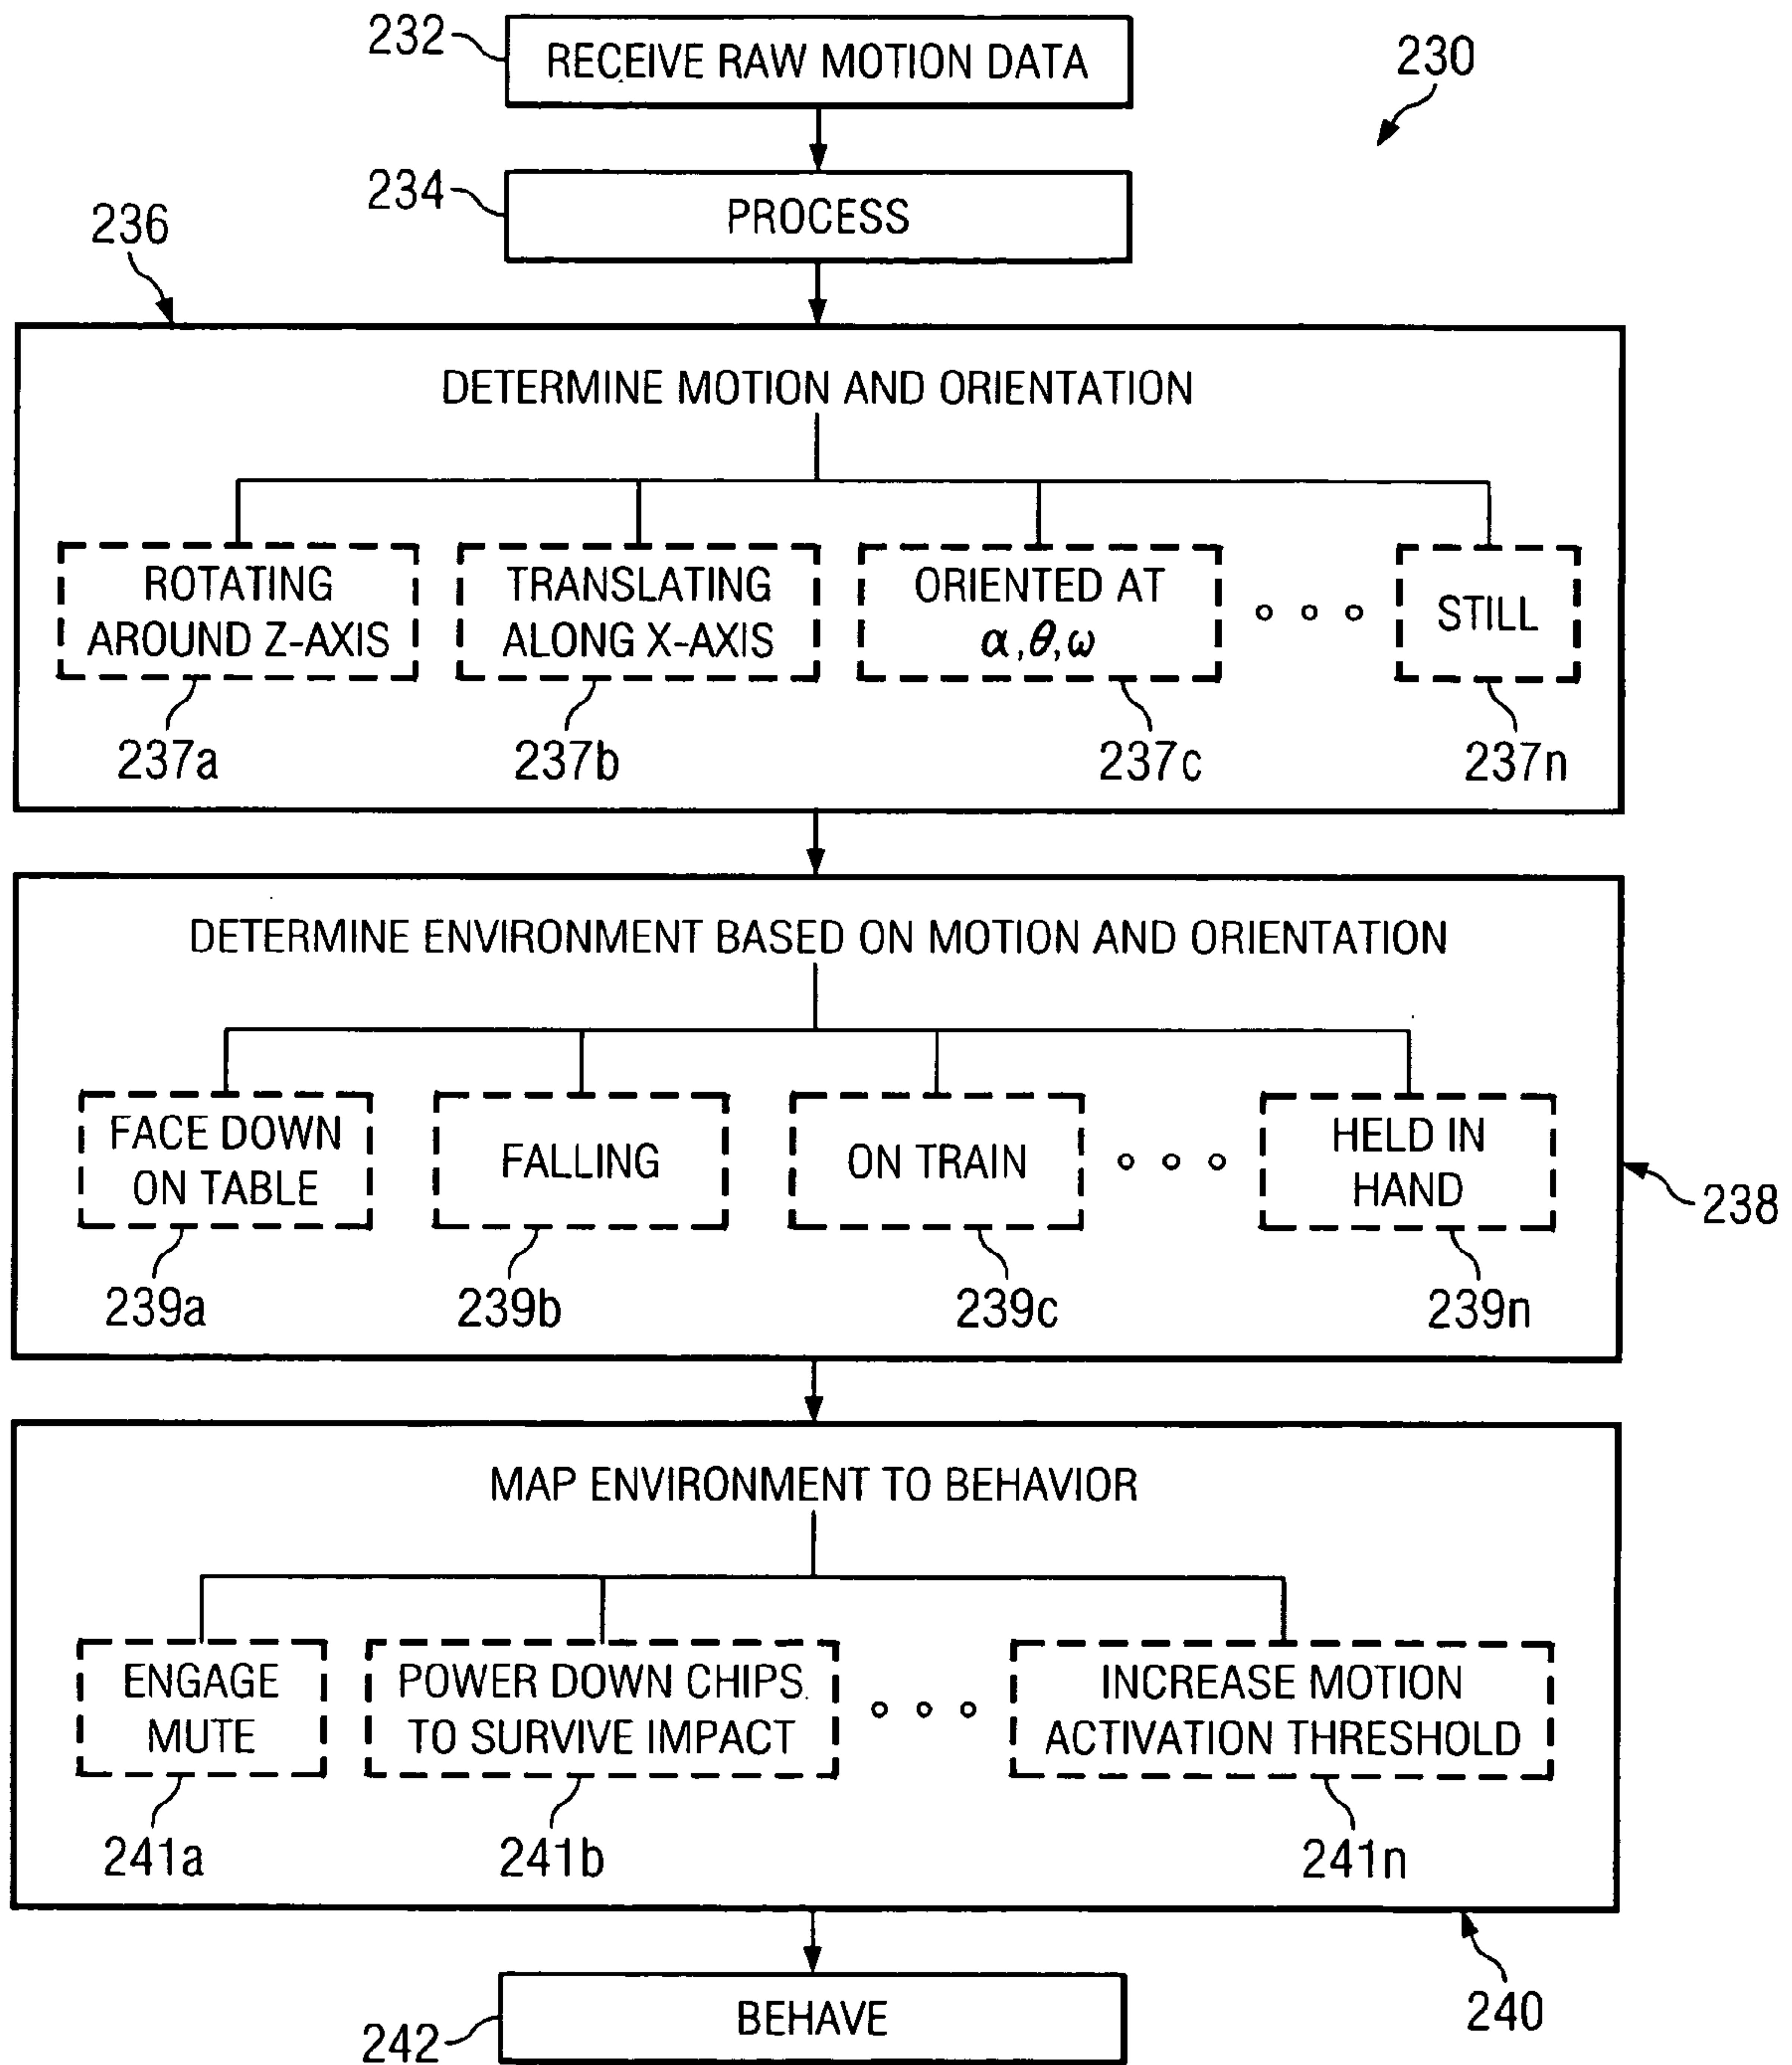 232
RECEIVE RAW MOTION DATA
230
234
PROCESS
236
DETERMINE MOTION AND ORIENTATION
ROTATING
AROUND Z-AXIS
TRANSLATING
ALONG X-AXIS
ORIENTED AT
α,θ,ω
STILL
237a
237b
237c
237n
DETERMINE ENVIRONMENT BASED ON MOTION AND ORIENTATION
FACE DOWN
ON TABLE
FALLING
ON TRAIN
HELD IN
HAND
238
239a
239b
239c
239n
MAP ENVIRONMENT TO BEHAVIOR
ENGAGE
MUTE
POWER DOWN CHIPS
TO SURVIVE IMPACT
INCREASE MOTION
ACTIVATION THRESHOLD
241a
241b
241n
240
BEHAVE
242